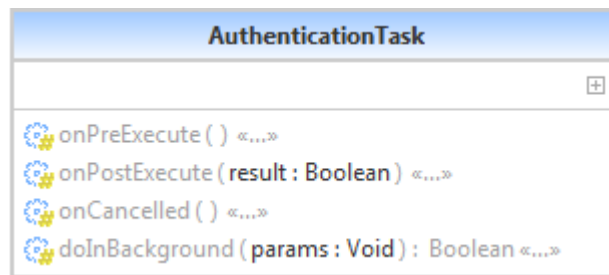 AuthenticationTask
onPreExecute ( ) «...»
onPostExecute ( result : Boolean ) «...»
onCancelled ( ) «...»
doInBackground ( params : Void ) : Boolean «...»